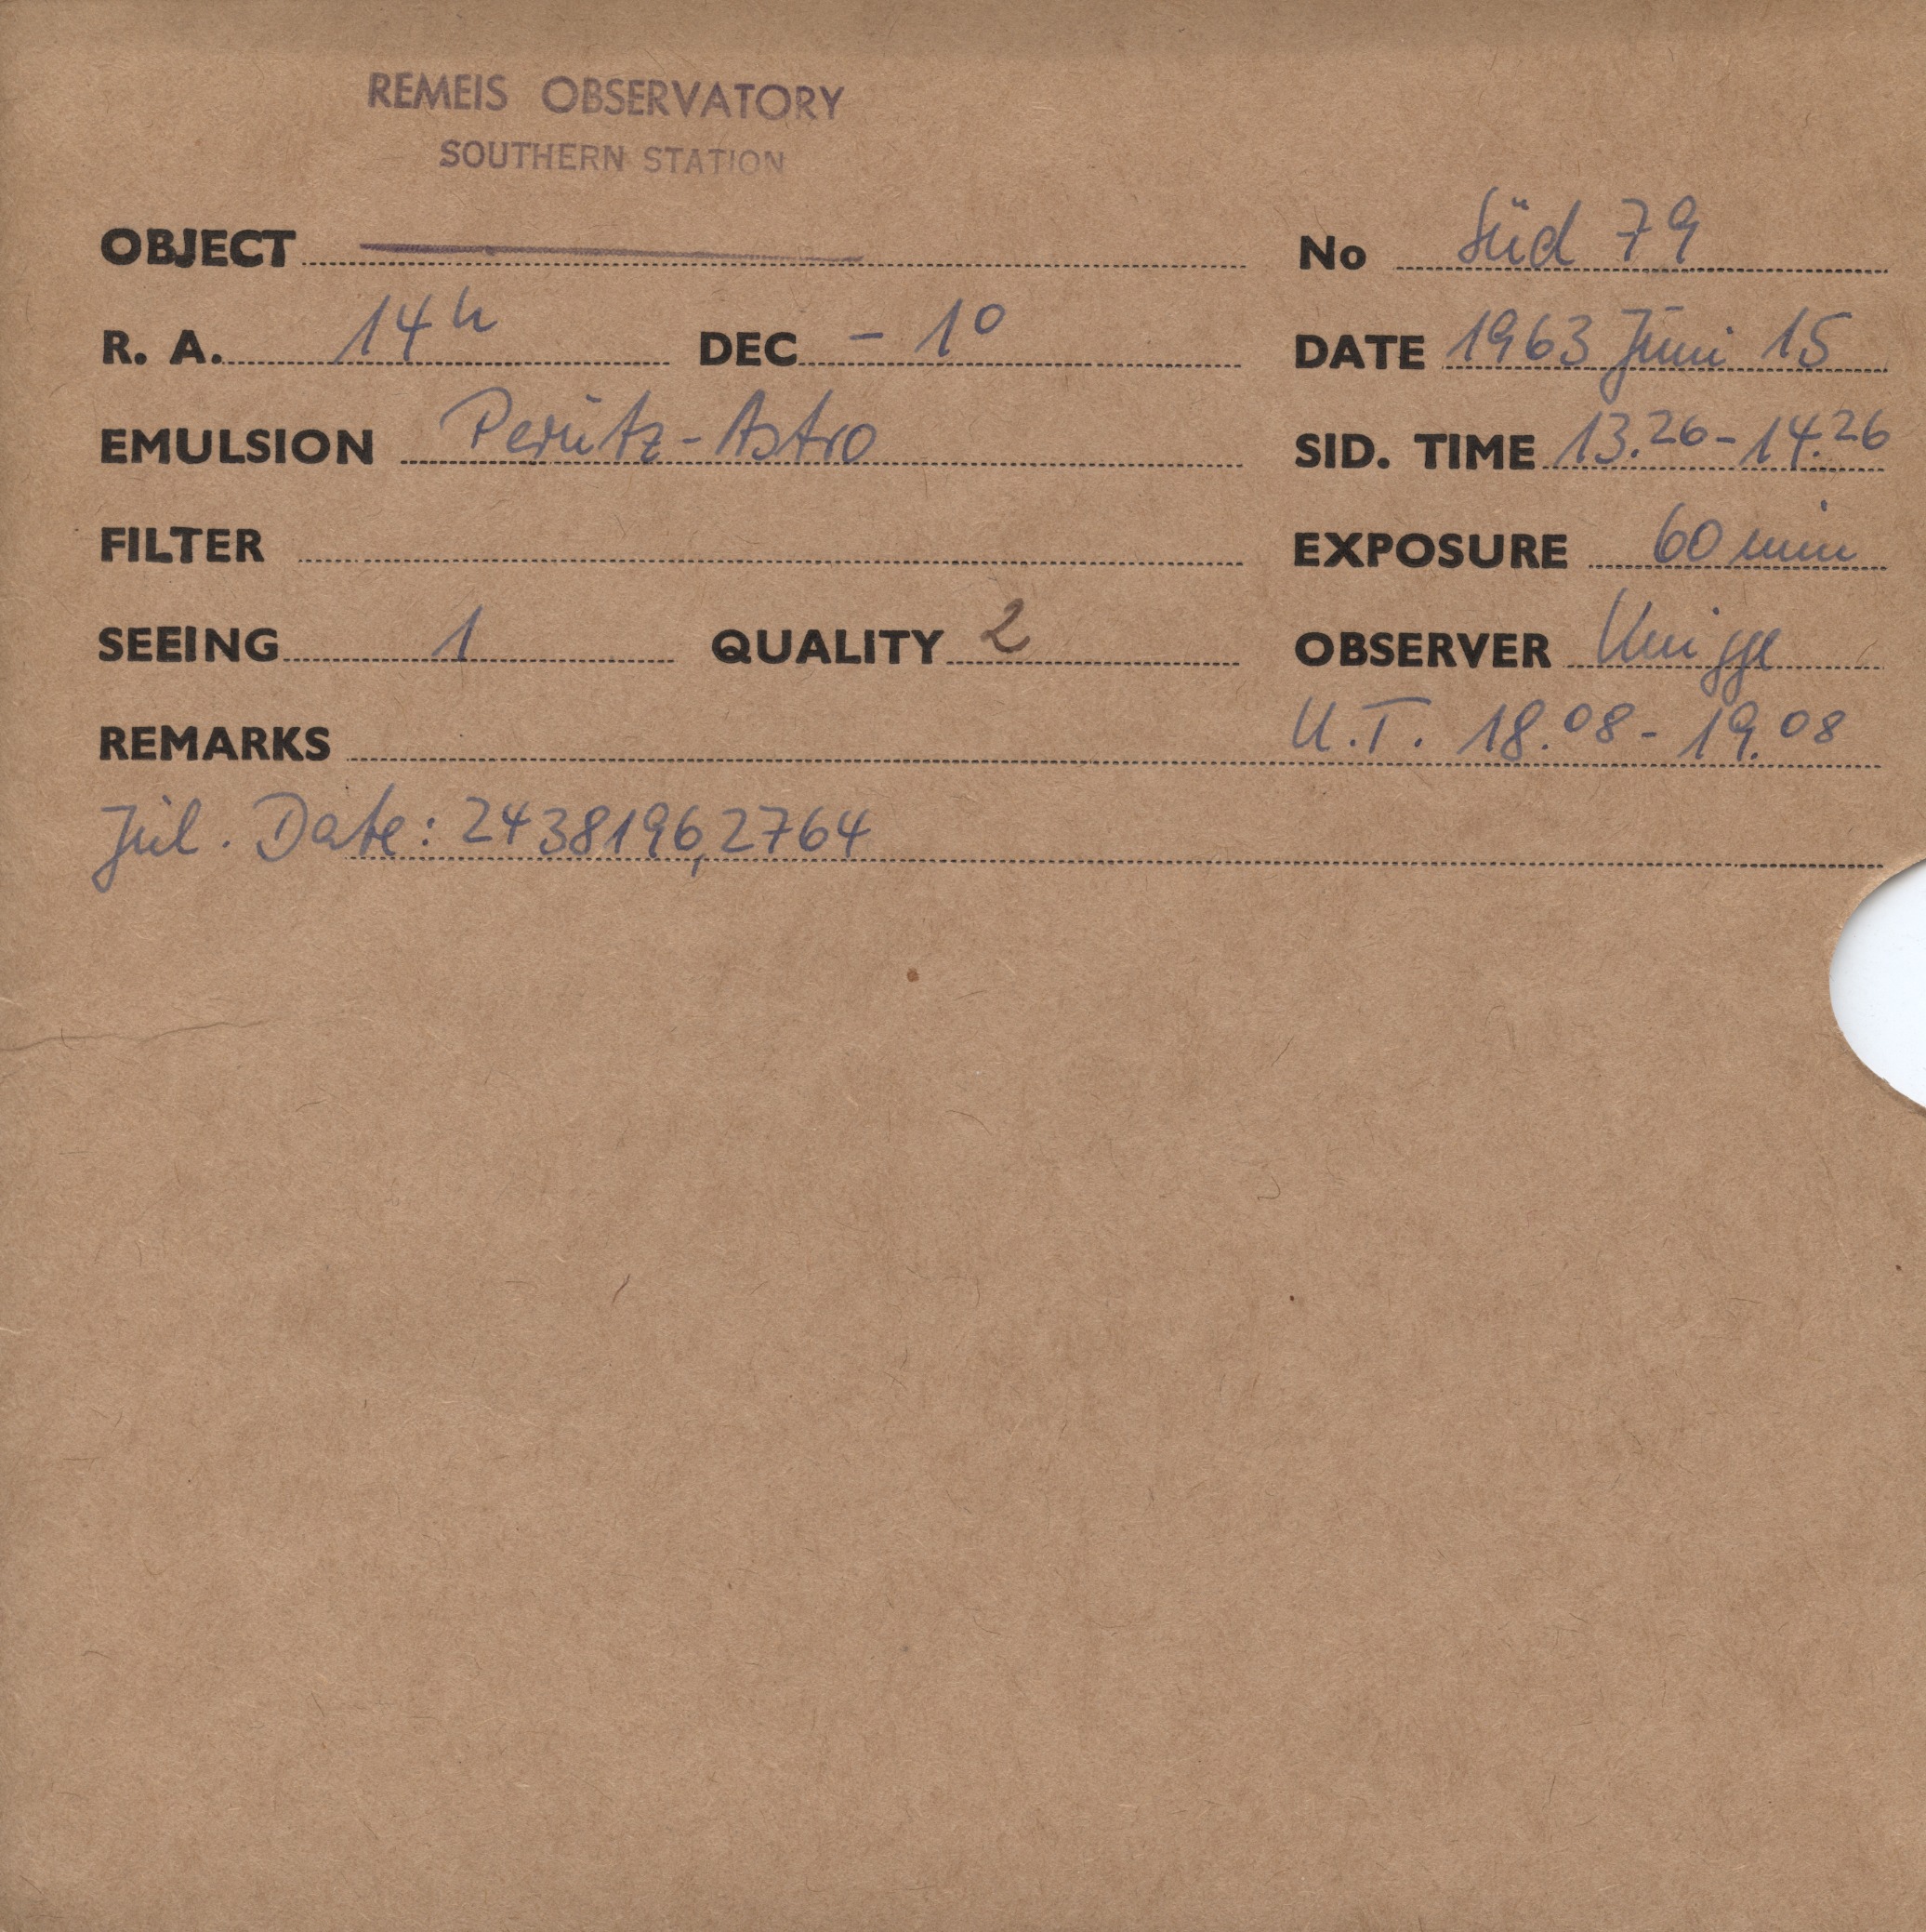 REMEIS OBSERVATORY
SOUTHERN STATION
OBJECT No Süd 79
R. A. 14h DEC - 1° DATE 1963 Juni 15
EMULSION Perutz-Astro SID. TIME 13.26-14.26
FILTER EXPOSURE 60 min
SEEING 1 QUALITY 2 OBSERVER Knigge
REMARKS U.T. 18.08-19.08
Jul. Date: 2438196,2764